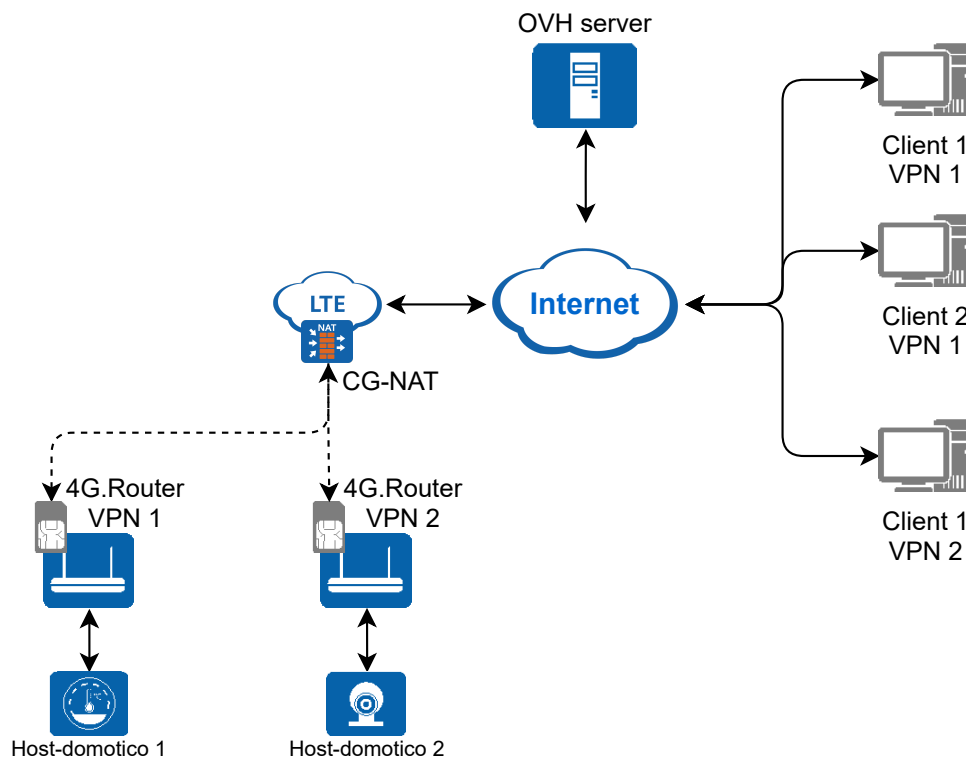 OVH server
Client 1
VPN 1
Client 2
VPN 1
LTE
NAT
Internet
CG-NAT
4G.Router
VPN 1
4G.Router
VPN 2
Client 1
VPN 2
Host-domotico 1
Host-domotico 2